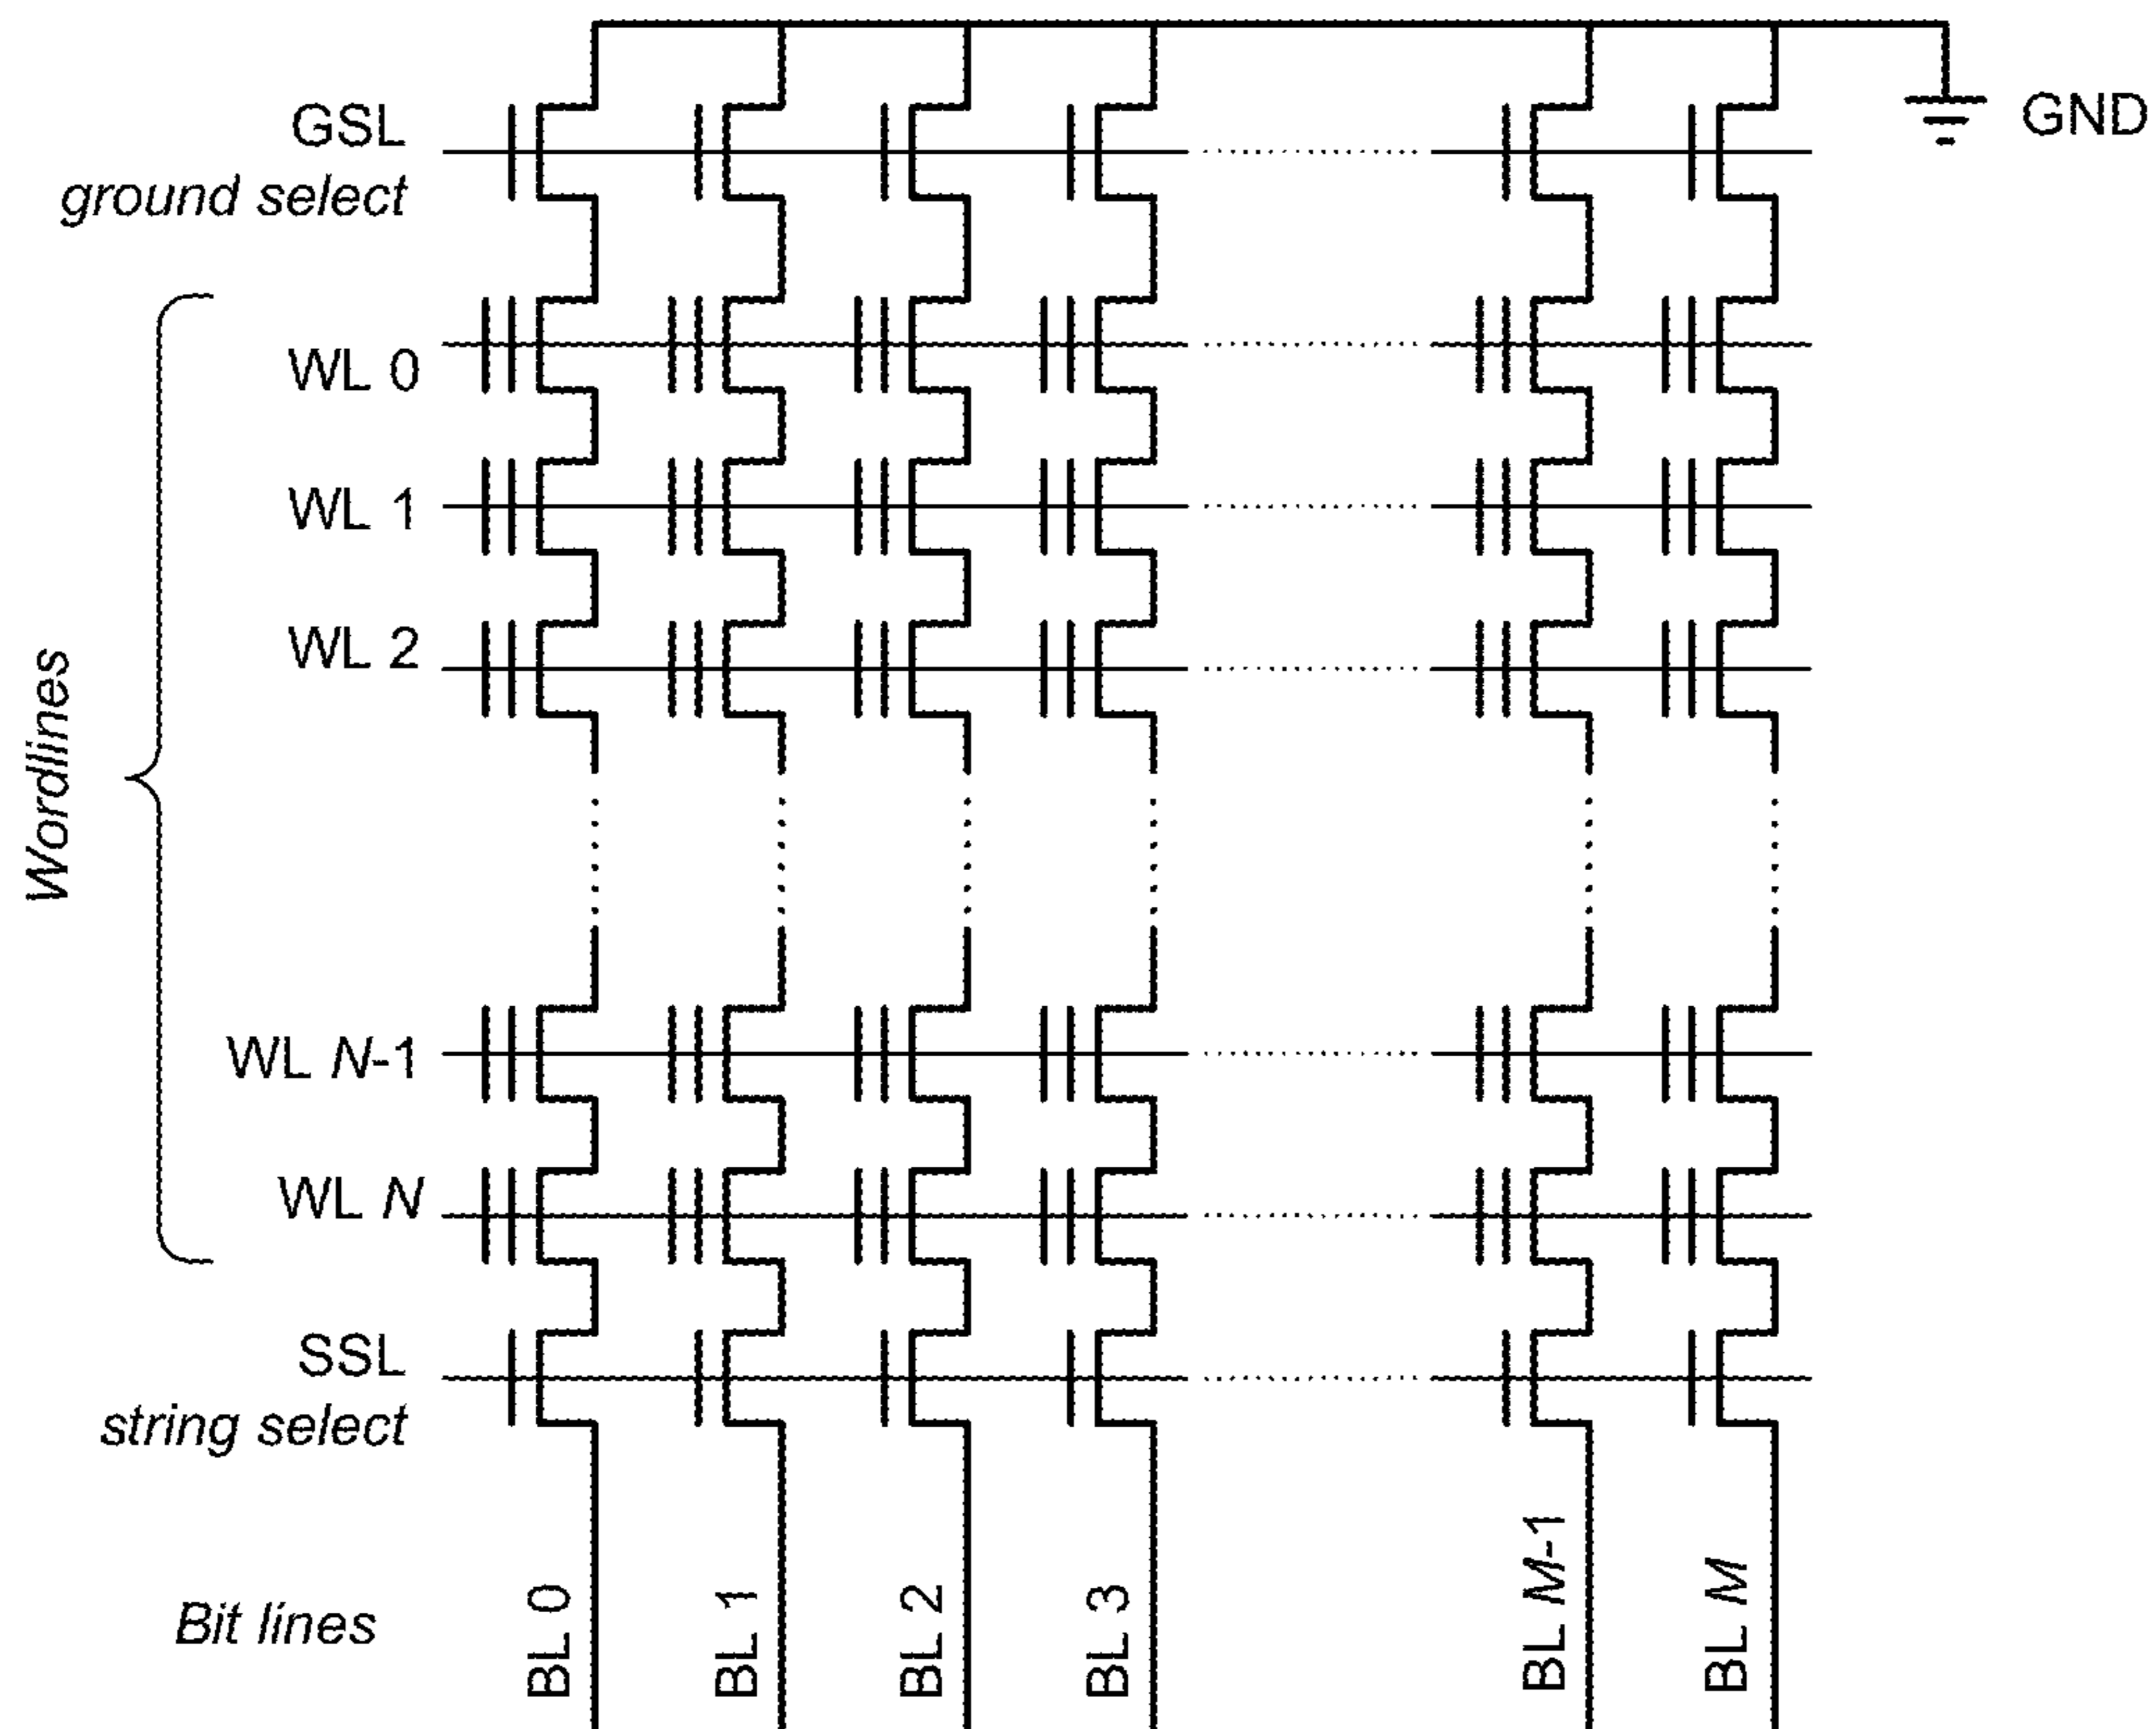 GND
GSL
ground select
WL 0
WL 1
WL 2
Wordlines
WL N-1
WL N
SSL
string select
Bit lines
BL 0
BL 1
BL 2
BL 3
BL M-1
BL M